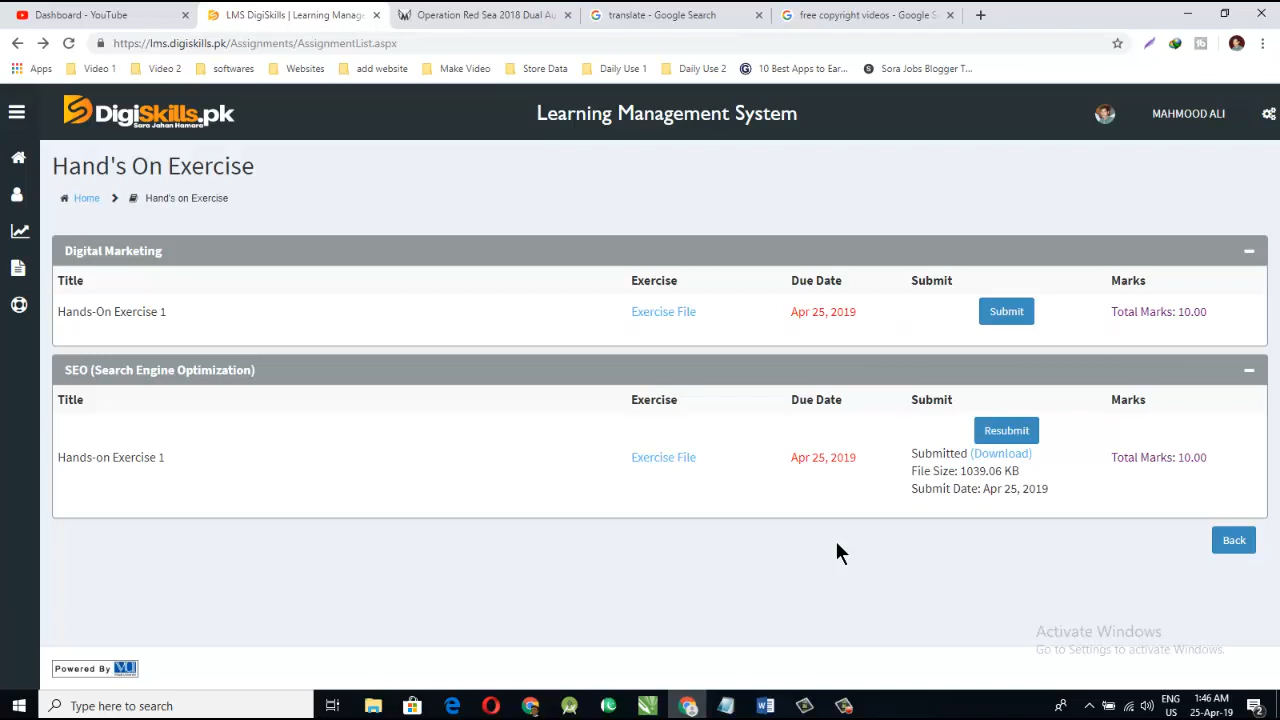 Dashboard - YouTube
LMS DigiSkills | Learning Manag
Operation Red Sea 2018 Dual Au
translate - Google Search
free copyright videos - Google S
https://lms.digiskills.pk/Assignments/AssignmentList.aspx
Apps
Video 1
Video 2
softwares
Websites
add website
Make Video
Store Data
Daily Use 1
Daily Use 2
10 Best Apps to Ear...
Sora Jobs Blogger T...
DigiSkills.pk
Sara Jahan Hamara
Learning Management System
MAHMOOD ALI
Hand's On Exercise
Home
Hand's on Exercise
Digital Marketing
Title Exercise Due Date Submit Marks
Hands-On Exercise 1 Exercise File Apr 25, 2019 Submit Total Marks: 10.00
SEO (Search Engine Optimization)
Title Exercise Due Date Submit Marks
Resubmit
Hands-on Exercise 1 Exercise File Apr 25, 2019 Submitted (Download) Total Marks: 10.00
File Size: 1039.06 KB
Submit Date: Apr 25, 2019
Back
Activate Windows
Go to Settings to activate Windows.
Powered By VU
Type here to search
ENG
US
1:46 AM
25-Apr-19
2